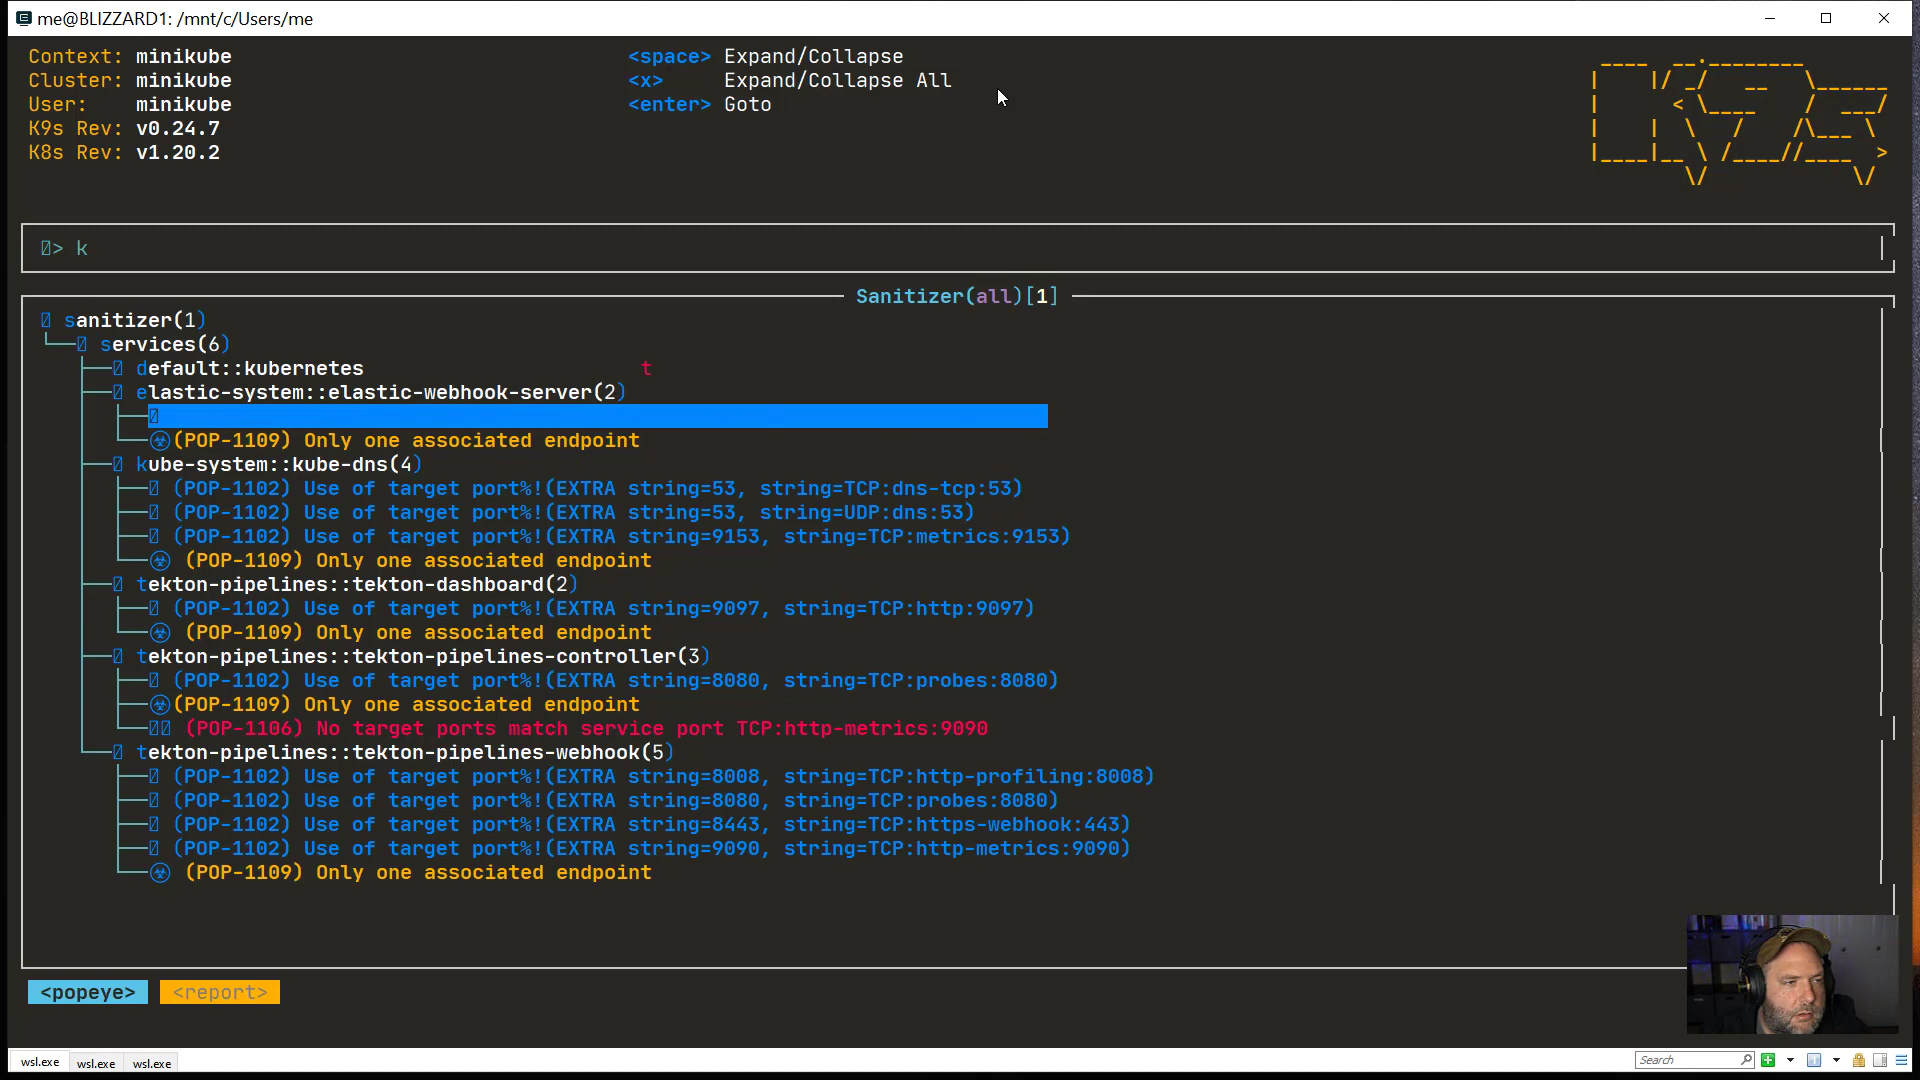 me@BLIZZARD1: /mnt/c/Users/me
Context: minikube
Cluster: minikube
User: minikube
K9s Rev: v0.24.7
K8s Rev: v1.20.2
<space> Expand/Collapse
<x> Expand/Collapse All
<enter> Goto
> k
Sanitizer(all)[1]
sanitizer(1)
services(6)
default::kubernetes t
elastic-system::elastic-webhook-server(2)
(POP-1109) Only one associated endpoint
kube-system::kube-dns(4)
(POP-1102) Use of target port%!(EXTRA string=53, string=TCP:dns-tcp:53)
(POP-1102) Use of target port%!(EXTRA string=53, string=UDP:dns:53)
(POP-1102) Use of target port%!(EXTRA string=9153, string=TCP:metrics:9153)
(POP-1109) Only one associated endpoint
tekton-pipelines::tekton-dashboard(2)
(POP-1102) Use of target port%!(EXTRA string=9097, string=TCP:http:9097)
(POP-1109) Only one associated endpoint
tekton-pipelines::tekton-pipelines-controller(3)
(POP-1102) Use of target port%!(EXTRA string=8080, string=TCP:probes:8080)
(POP-1109) Only one associated endpoint
(POP-1106) No target ports match service port TCP:http-metrics:9090
tekton-pipelines::tekton-pipelines-webhook(5)
(POP-1102) Use of target port%!(EXTRA string=8008, string=TCP:http-profiling:8008)
(POP-1102) Use of target port%!(EXTRA string=8080, string=TCP:probes:8080)
(POP-1102) Use of target port%!(EXTRA string=8443, string=TCP:https-webhook:443)
(POP-1102) Use of target port%!(EXTRA string=9090, string=TCP:http-metrics:9090)
(POP-1109) Only one associated endpoint
<popeye> <report>
wsl.exe wsl.exe wsl.exe
Search